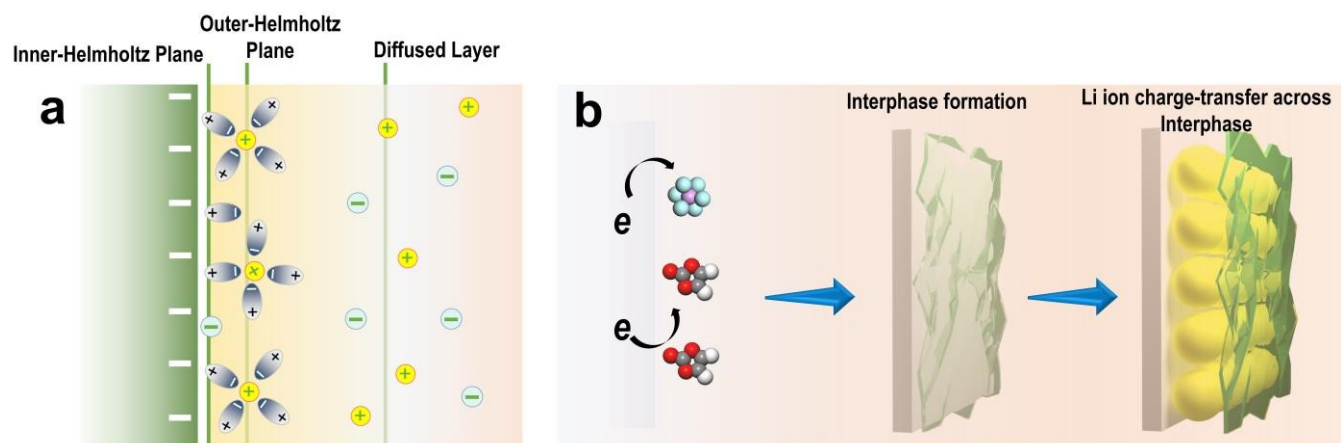 Outer-Helmholtz
Plane
Inner-Helmholtz Plane
Diffused Layer
a
b
Interphase formation
Li ion charge-transfer across
Interphase
e
e